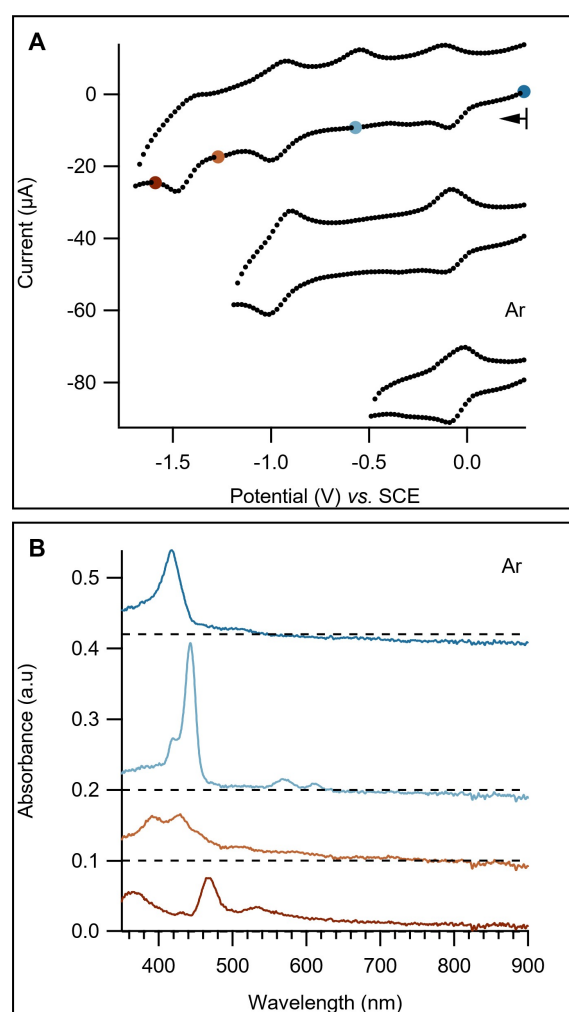 A
0
-20
-40
-60
-80
Current (µA)
Ar
-1.5 -1.0 -0.5 0.0
Potential (V) vs. SCE
B
Ar
0.5
0.4
0.3
0.2
0.1
0.0
Absorbance (a.u)
400 500 600 700 800 900
Wavelength (nm)